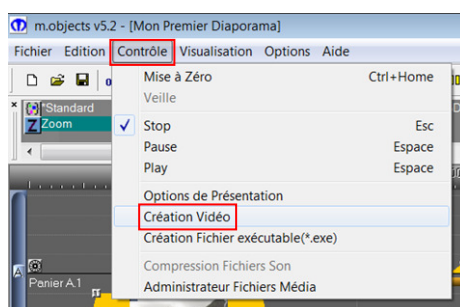 m.objects v5.2 - [Mon Premier Diaporama]
Fichier Edition Contrôle Visualisation Options Aide
Mise à Zéro Ctrl+Home
*Standard
Veille
Z Zoom
Stop Esc
Pause Espace
Play Espace
Options de Présentation
Création Vidéo
Création Fichier exécutable(*.exe)
Compression Fichiers Son
Panier A.1
Administrateur Fichiers Média